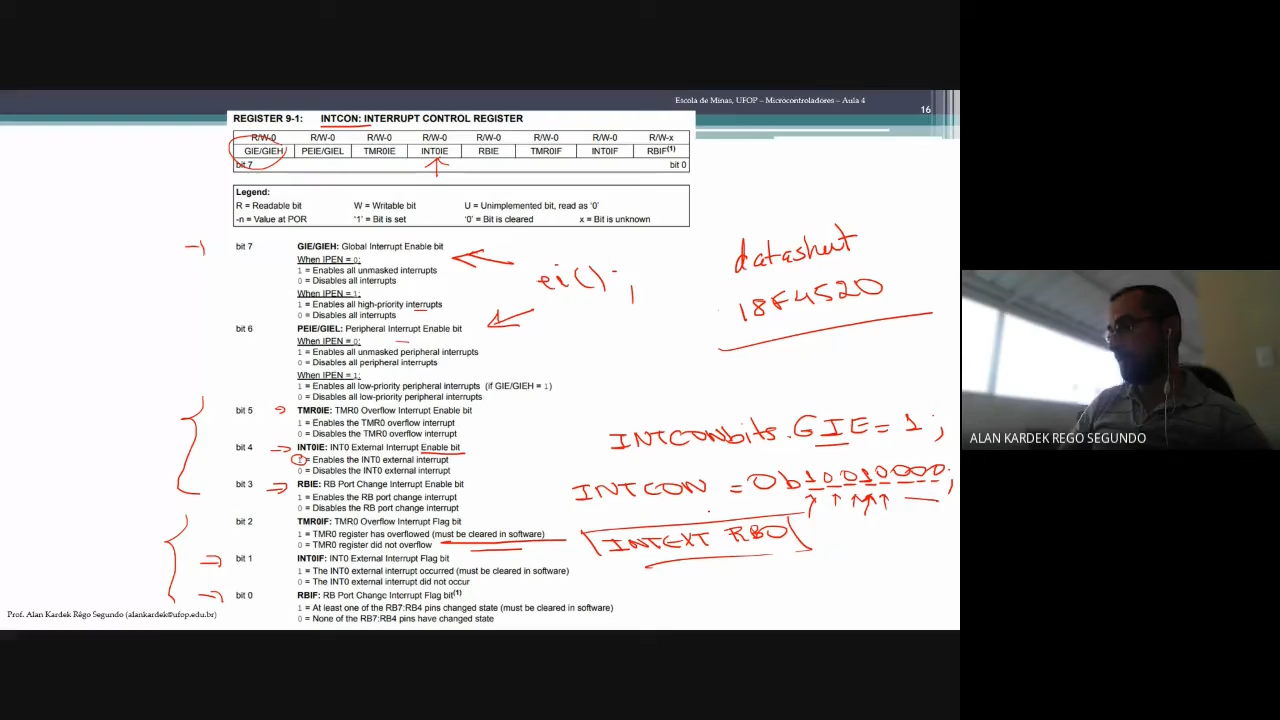 Escola de Minas, UFOP – Microcontroladores – Aula 4
16
REGISTER 9-1: INTCON: INTERRUPT CONTROL REGISTER
R/W-0 R/W-0 R/W-0 R/W-0 R/W-0 R/W-0 R/W-0 R/W-x
GIE/GIEH PEIE/GIEL TMR0IE INT0IE RBIE TMR0IF INT0IF RBIF(1)
bit 7 bit 0
Legend:
R = Readable bit W = Writable bit U = Unimplemented bit, read as ‘0’
-n = Value at POR ‘1’ = Bit is set ‘0’ = Bit is cleared x = Bit is unknown
bit 7 GIE/GIEH: Global Interrupt Enable bit
When IPEN = 0:
1 = Enables all unmasked interrupts
0 = Disables all interrupts
When IPEN = 1:
1 = Enables all high-priority interrupts
0 = Disables all interrupts
bit 6 PEIE/GIEL: Peripheral Interrupt Enable bit
When IPEN = 0:
1 = Enables all unmasked peripheral interrupts
0 = Disables all peripheral interrupts
When IPEN = 1:
1 = Enables all low-priority peripheral interrupts (if GIE/GIEH = 1)
0 = Disables all low-priority peripheral interrupts
bit 5 TMR0IE: TMR0 Overflow Interrupt Enable bit
1 = Enables the TMR0 overflow interrupt
0 = Disables the TMR0 overflow interrupt
bit 4 INT0IE: INT0 External Interrupt Enable bit
1 = Enables the INT0 external interrupt
0 = Disables the INT0 external interrupt
bit 3 RBIE: RB Port Change Interrupt Enable bit
1 = Enables the RB port change interrupt
0 = Disables the RB port change interrupt
bit 2 TMR0IF: TMR0 Overflow Interrupt Flag bit
1 = TMR0 register has overflowed (must be cleared in software)
0 = TMR0 register did not overflow
bit 1 INT0IF: INT0 External Interrupt Flag bit
1 = The INT0 external interrupt occurred (must be cleared in software)
0 = The INT0 external interrupt did not occur
bit 0 RBIF: RB Port Change Interrupt Flag bit(1)
1 = At least one of the RB7:RB4 pins changed state (must be cleared in software)
0 = None of the RB7:RB4 pins have changed state
ei();
datasheet
18F4520
INTCONbits.GIE = 1;
INTCON = 0b10010000;
INTEXT RB0
Prof. Alan Kardek Rêgo Segundo (alankardek@ufop.edu.br)
ALAN KARDEK REGO SEGUNDO